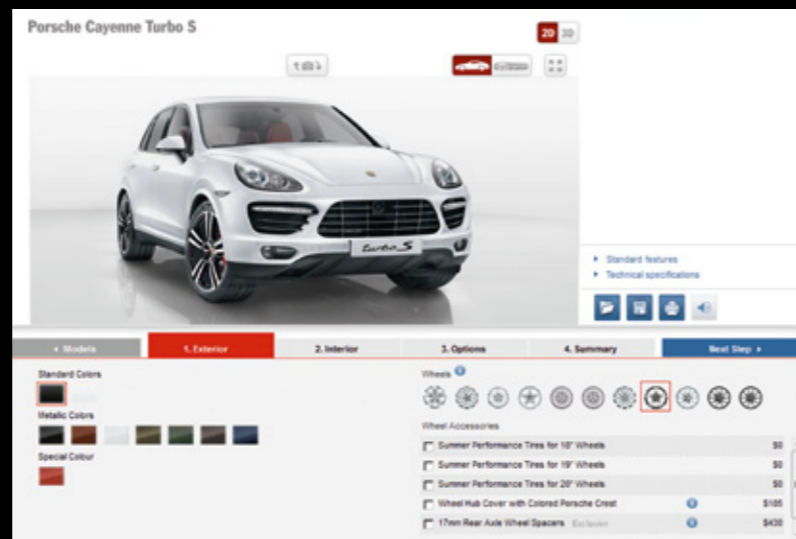 Porsche Cayenne Turbo S
2D 3D
Turbo S
Standard features
Technical specifications
Models
1. Exterior
2. Interior
3. Options
4. Summary
Next Step
Standard Colors
Metallic Colors
Special Colour
Wheels
Wheel Accessories
Summer Performance Tires for 18" Wheels $0
Summer Performance Tires for 19" Wheels $0
Summer Performance Tires for 20" Wheels $0
Wheel Hub Cover with Colored Porsche Crest $185
17mm Rear Axle Wheel Spacers Exclusive $430